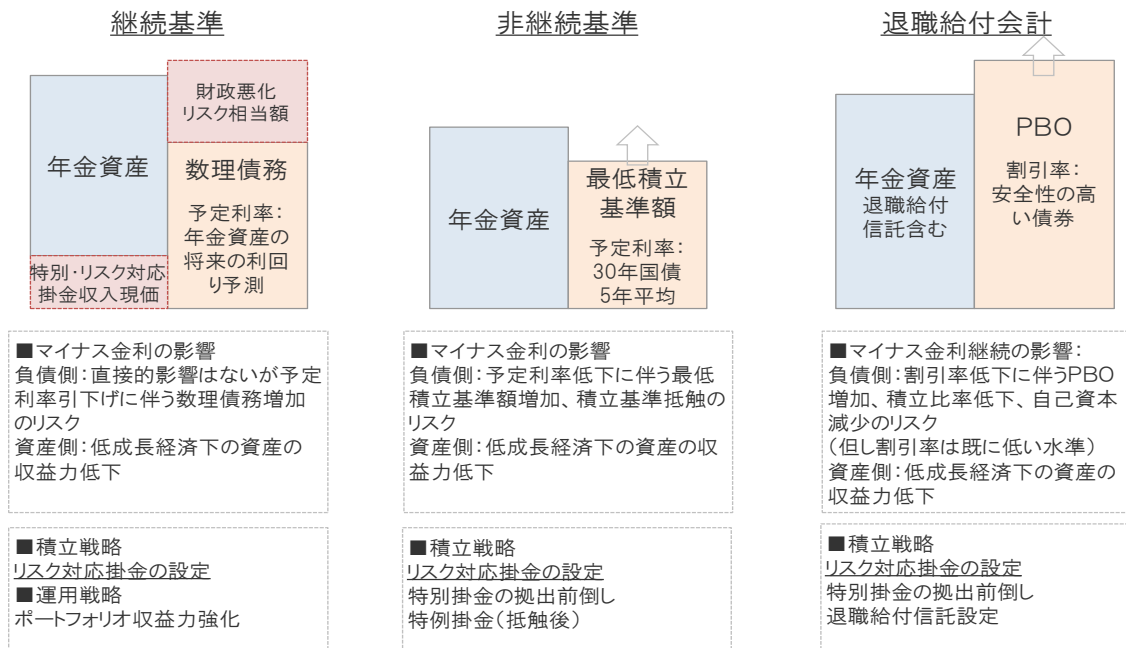 継続基準
財政悪化
リスク相当額
年金資産
数理債務
予定利率：
年金資産の
将来の利回
り予測
特別・リスク対応
掛金収入現価
■マイナス金利の影響
負債側：直接的影響はないが予定
利率引下げに伴う数理債務増加
のリスク
資産側：低成長経済下の資産の
収益力低下
■積立戦略
リスク対応掛金の設定
■運用戦略
ポートフォリオ収益力強化
非継続基準
年金資産
最低積立
基準額
予定利率：
30年国債
5年平均
■マイナス金利の影響
負債側：予定利率低下に伴う最低
積立基準額増加、積立基準抵触の
リスク
資産側：低成長経済下の資産の収
益力低下
■積立戦略
リスク対応掛金の設定
特別掛金の拠出前倒し
特例掛金（抵触後）
退職給付会計
年金資産
退職給付
信託含む
PBO
割引率：
安全性の高
い債券
■マイナス金利継続の影響：
負債側：割引率低下に伴うPBO
増加、積立比率低下、自己資本
減少のリスク
（但し割引率は既に低い水準）
資産側：低成長経済下の資産の
収益力低下
■積立戦略
リスク対応掛金の設定
特別掛金の拠出前倒し
退職給付信託設定